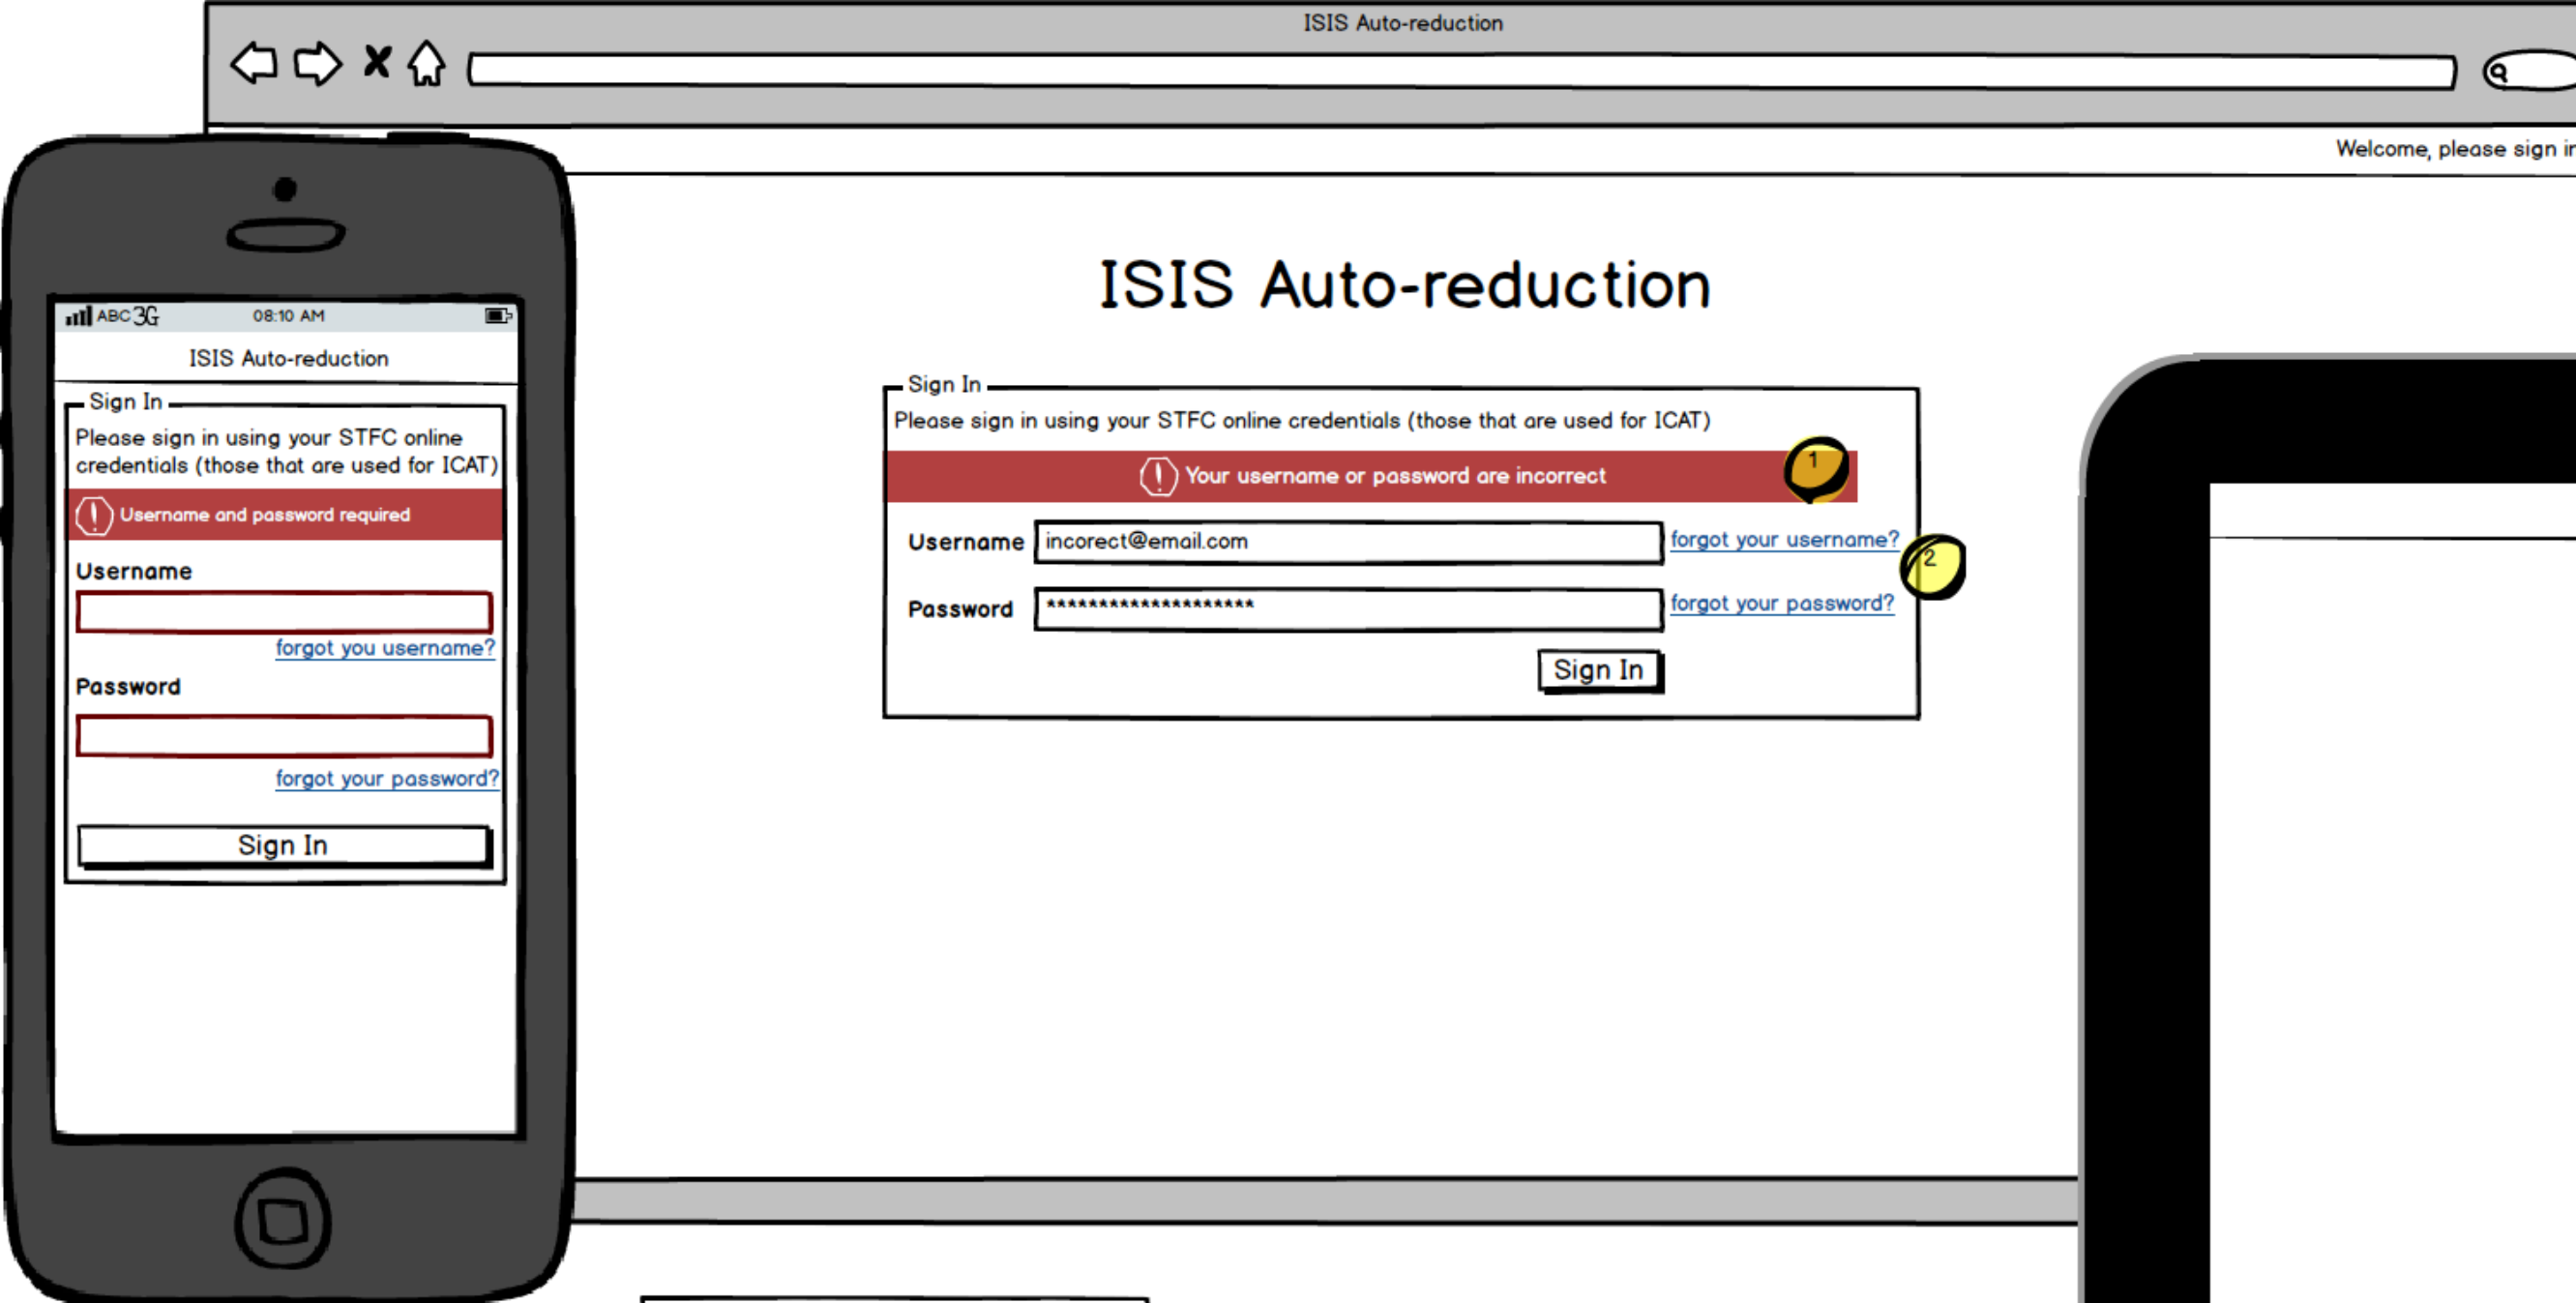 ISIS Auto-reduction
Welcome, please sign in
ABC 3G 08:10 AM
ISIS Auto-reduction
Sign In
Please sign in using your STFC online
credentials (those that are used for ICAT)
Username and password required
Username
forgot you username?
Password
forgot your password?
Sign In
ISIS Auto-reduction
Sign In
Please sign in using your STFC online credentials (those that are used for ICAT)
Your username or password are incorrect
1
Username incorect@email.com forgot your username?
2
Password ******************** forgot your password?
Sign In